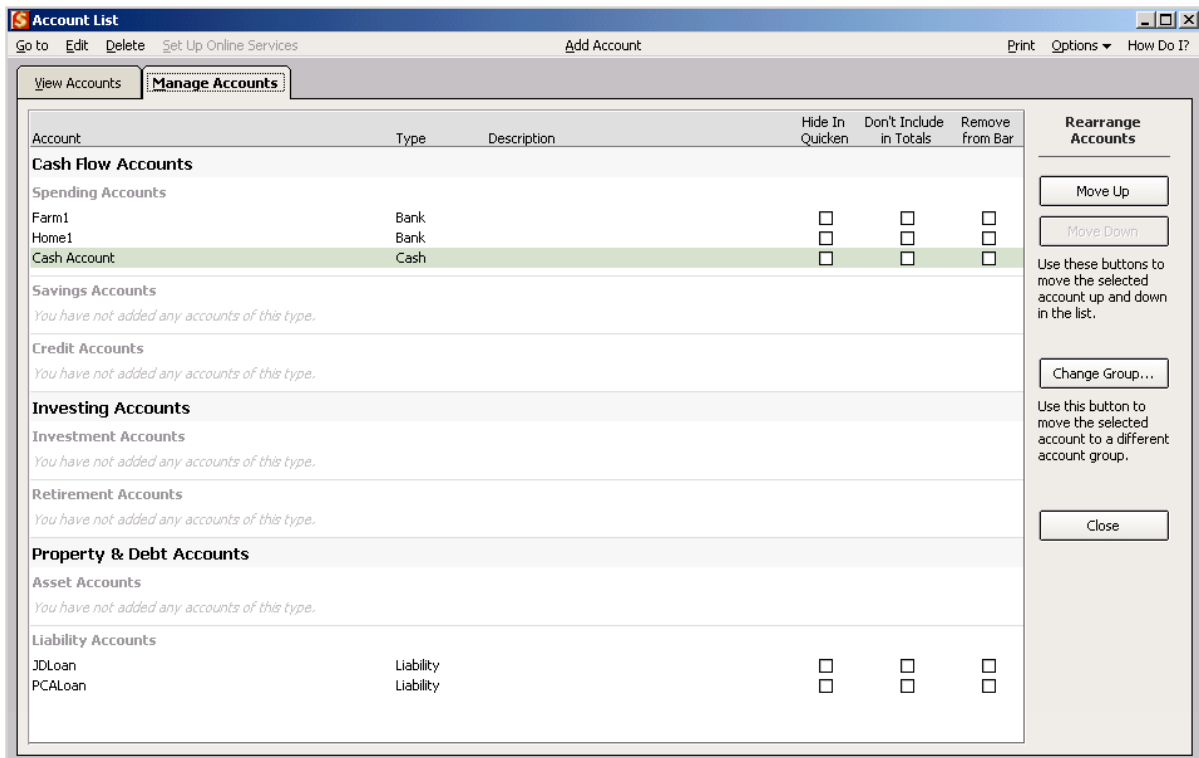 Account List
Go to Edit Delete Set Up Online Services Add Account Print Options How Do I?
View Accounts Manage Accounts
Account Type Description Hide In Quicken Don't Include in Totals Remove from Bar
Cash Flow Accounts
Spending Accounts
Farm1 Bank
Home1 Bank
Cash Account Cash
Savings Accounts
You have not added any accounts of this type.
Credit Accounts
You have not added any accounts of this type.
Investing Accounts
Investment Accounts
You have not added any accounts of this type.
Retirement Accounts
You have not added any accounts of this type.
Property & Debt Accounts
Asset Accounts
You have not added any accounts of this type.
Liability Accounts
JDLoan Liability
PCALoan Liability
Rearrange
Accounts
Move Up
Move Down
Use these buttons to
move the selected
account up and down
in the list.
Change Group...
Use this button to
move the selected
account to a different
account group.
Close